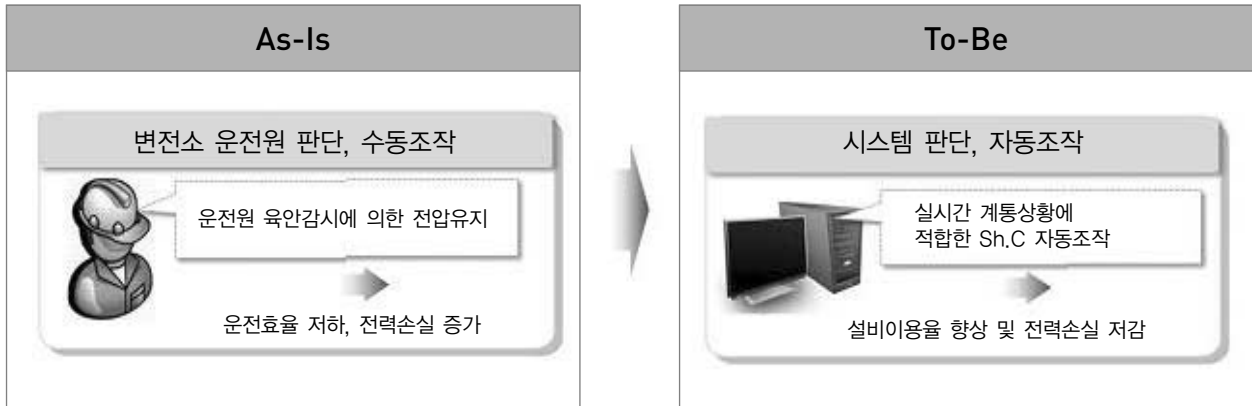 As-Is
변전소 운전원 판단, 수동조작
운전원 육안감시에 의한 전압유지
운전효율 저하, 전력손실 증가
To-Be
시스템 판단, 자동조작
실시간 계통상황에
적합한 Sh.C 자동조작
설비이용율 향상 및 전력손실 저감